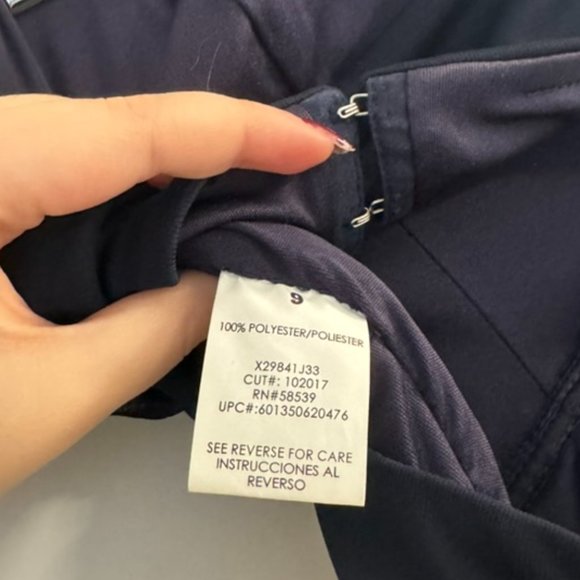 9
100% POLYESTER/POLIESTER
X29841J33
CUT#: 102017
RN#58539
UPC#:601350620476
SEE REVERSE FOR CARE
INSTRUCCIONES AL
REVERSO